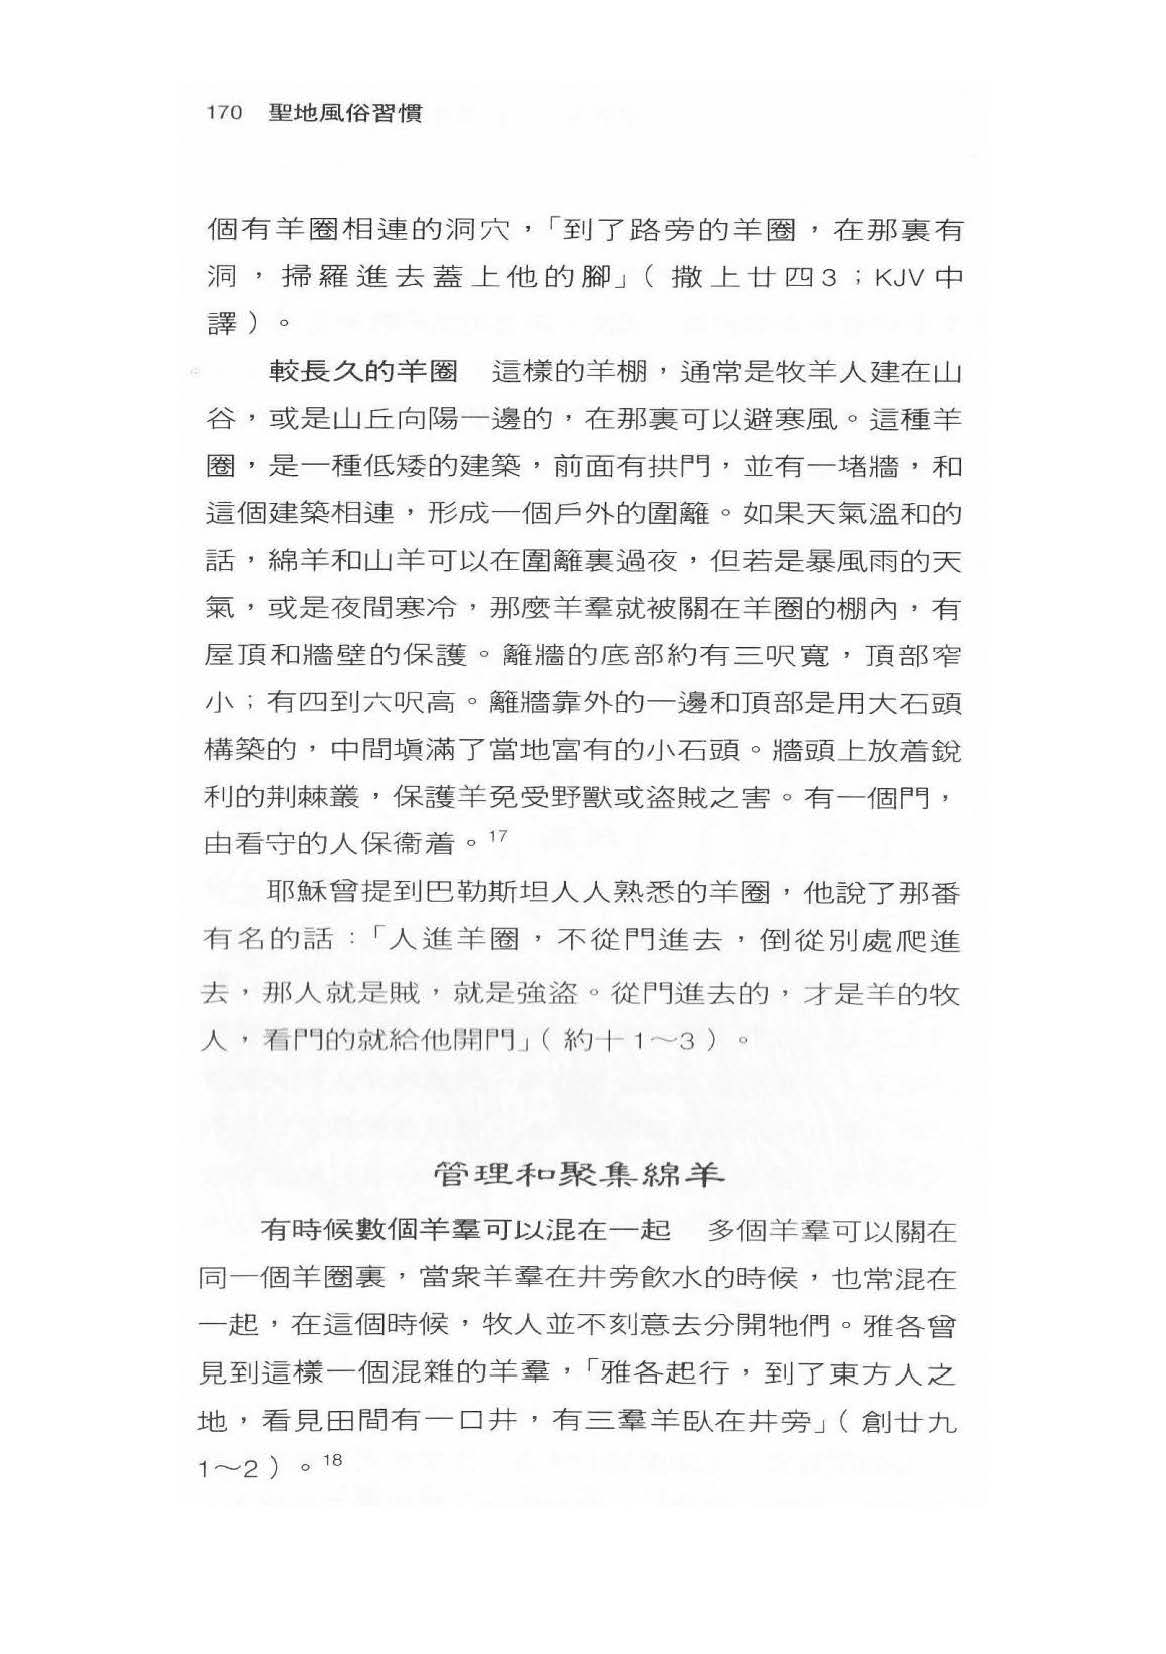 170 聖地風俗習慣
個有羊圈相連的洞穴，「到了路旁的羊圈，在那裏有
洞，掃羅進去蓋上他的腳」（撒上廿四3；KJV中
譯）。
較長久的羊圈　這樣的羊棚，通常是牧羊人建在山
谷，或是山丘向陽一邊的，在那裏可以避寒風。這種羊
圈，是一種低矮的建築，前面有拱門，並有一堵牆，和
這個建築相連，形成一個戶外的圍籬。如果天氣溫和的
話，綿羊和山羊可以在圍籬裏過夜，但若是暴風雨的天
氣，或是夜間寒冷，那麼羊羣就被關在羊圈的棚內，有
屋頂和牆壁的保護。籬牆的底部約有三呎寬，頂部窄
小；有四到六呎高。籬牆靠外的一邊和頂部是用大石頭
構築的，中間塡滿了當地富有的小石頭。牆頭上放着銳
利的荆棘叢，保護羊免受野獸或盜賊之害。有一個門，
由看守的人保衞着。17
耶穌曾提到巴勒斯坦人人熟悉的羊圈，他說了那番
有名的話：「人進羊圈，不從門進去，倒從別處爬進
去，那人就是賊，就是強盜。從門進去的，才是羊的牧
人，看門的就給他開門」（約十1～3）。
管理和聚集綿羊
有時候數個羊羣可以混在一起　多個羊羣可以關在
同一個羊圈裏，當衆羊羣在井旁飲水的時候，也常混在
一起，在這個時候，牧人並不刻意去分開牠們。雅各曾
見到這樣一個混雜的羊羣，「雅各起行，到了東方人之
地，看見田間有一口井，有三羣羊臥在井旁」（創廿九
1～2）。18